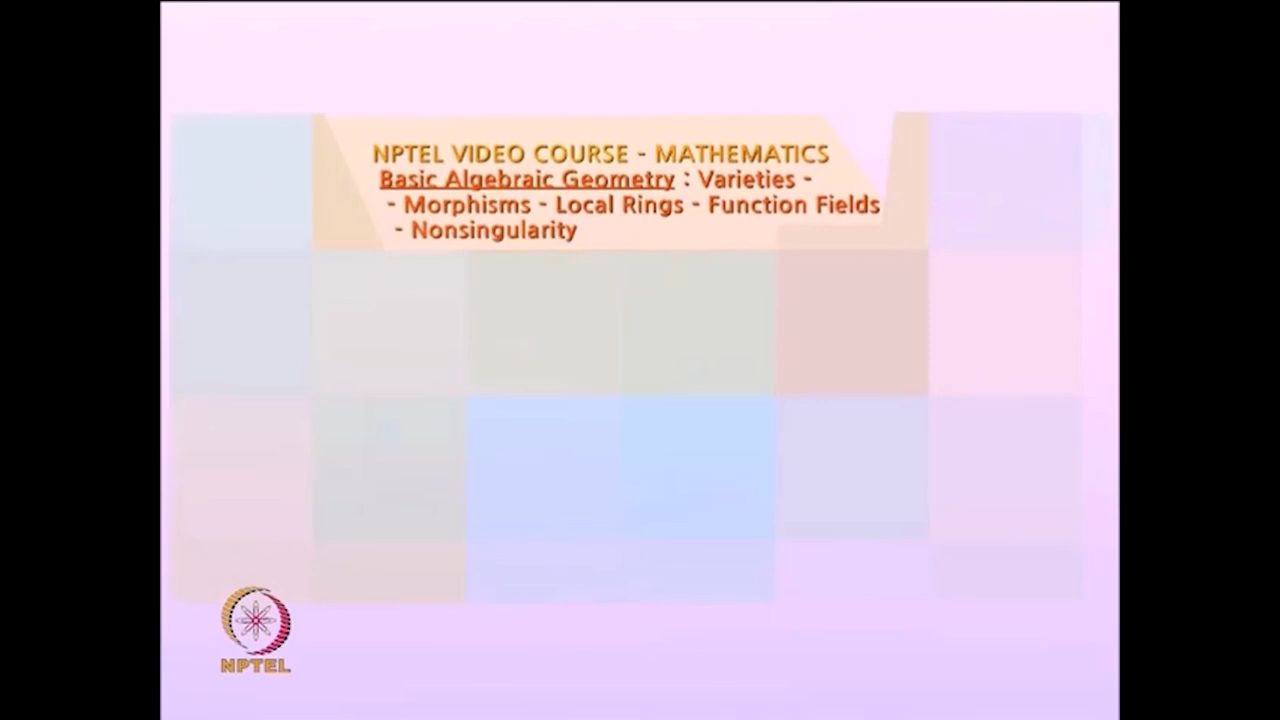 NPTEL VIDEO COURSE - MATHEMATICS
Basic Algebraic Geometry : Varieties -
- Morphisms - Local Rings - Function Fields
- Nonsingularity
NPTEL